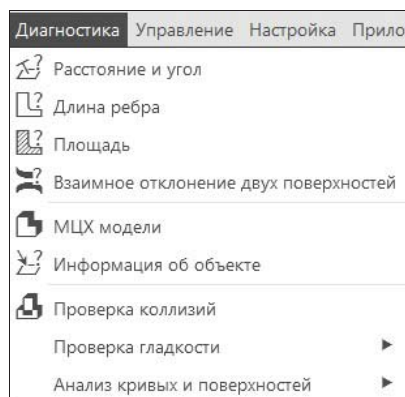 Диагностика Управление Настройка Прило
Расстояние и угол
Длина ребра
Площадь
Взаимное отклонение двух поверхностей
МЦХ модели
Информация об объекте
Проверка коллизий
Проверка гладкости
Анализ кривых и поверхностей